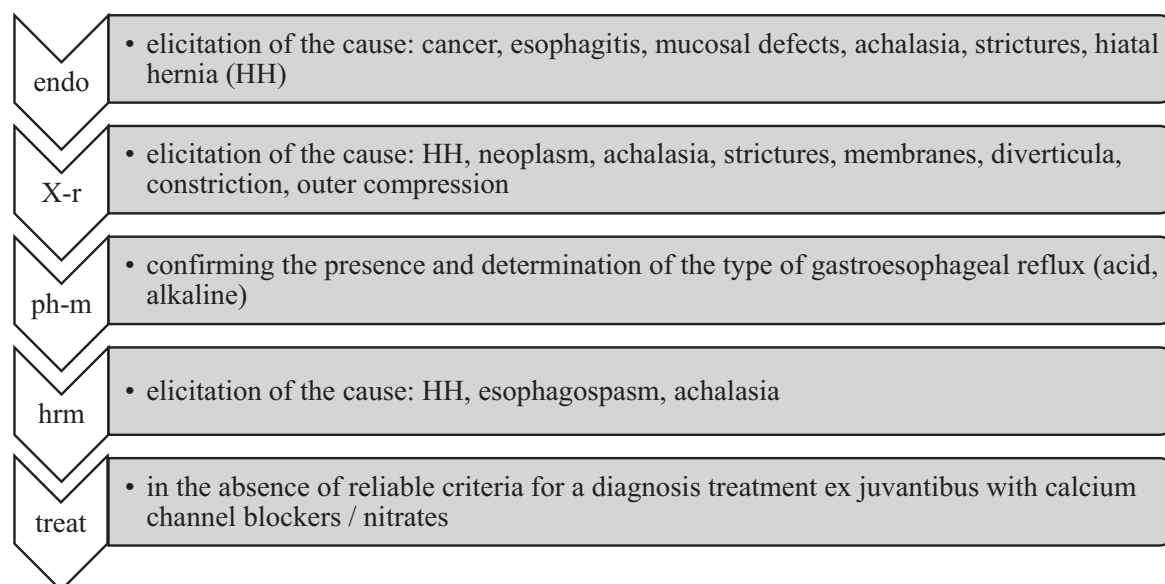 endo
• elicitation of the cause: cancer, esophagitis, mucosal defects, achalasia, strictures, hiatal
hernia (HH)
X-r
• elicitation of the cause: HH, neoplasm, achalasia, strictures, membranes, diverticula,
constriction, outer compression
ph-m
• confirming the presence and determination of the type of gastroesophageal reflux (acid,
alkaline)
hrm
• elicitation of the cause: HH, esophagospasm, achalasia
treat
• in the absence of reliable criteria for a diagnosis treatment ex juvantibus with calcium
channel blockers / nitrates